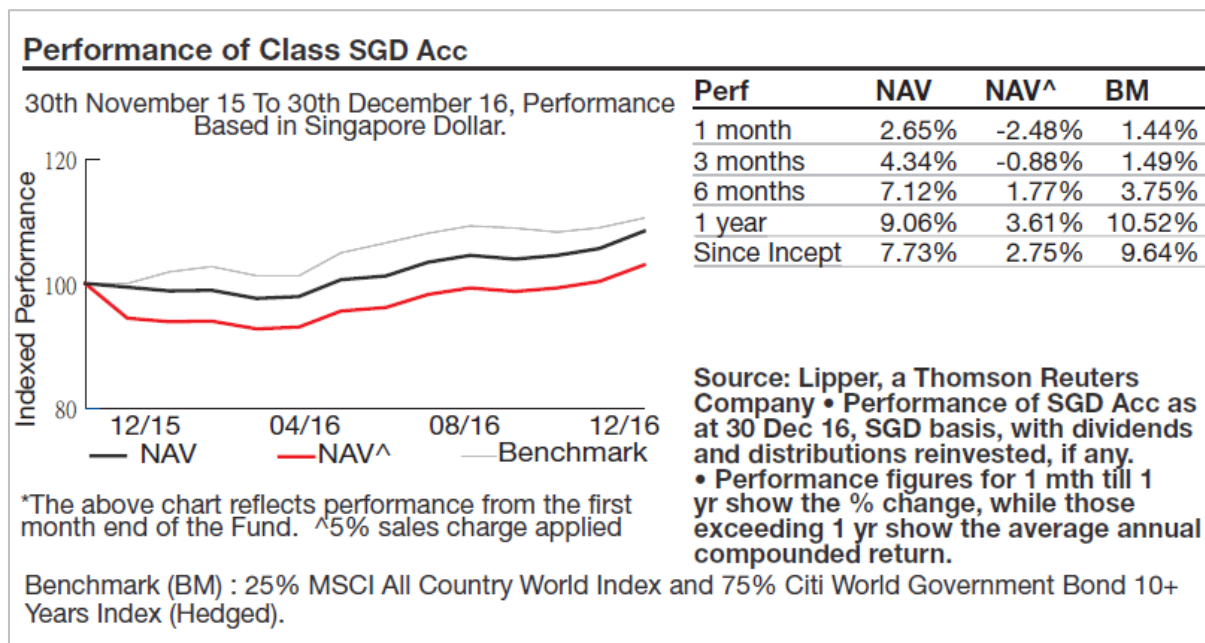 Performance of Class SGD Acc
30th November 15 To 30th December 16, Performance
Based in Singapore Dollar.
Indexed Performance
120
100
80
12/15 04/16 08/16 12/16
NAV NAV^ Benchmark
*The above chart reflects performance from the first
month end of the Fund. ^5% sales charge applied
Perf NAV NAV^ BM
1 month 2.65% -2.48% 1.44%
3 months 4.34% -0.88% 1.49%
6 months 7.12% 1.77% 3.75%
1 year 9.06% 3.61% 10.52%
Since Incept 7.73% 2.75% 9.64%
Source: Lipper, a Thomson Reuters
Company • Performance of SGD Acc as
at 30 Dec 16, SGD basis, with dividends
and distributions reinvested, if any.
• Performance figures for 1 mth till 1
yr show the % change, while those
exceeding 1 yr show the average annual
compounded return.
Benchmark (BM) : 25% MSCI All Country World Index and 75% Citi World Government Bond 10+
Years Index (Hedged).